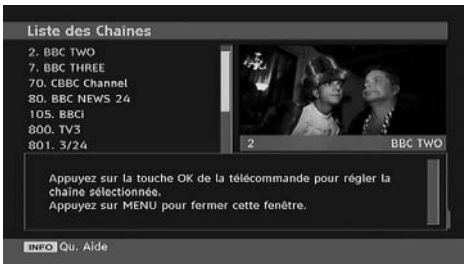 Liste des Chaînes
2. BBC TWO
7. BBC THREE
70. CBBC Channel
80. BBC NEWS 24
105. BBCi
800. TV3
801. 3/24
2 BBC TWO
Appuyez sur la touche OK de la télécommande pour régler la
chaîne sélectionnée.
Appuyez sur MENU pour fermer cette fenêtre.
INFO Qu. Aide